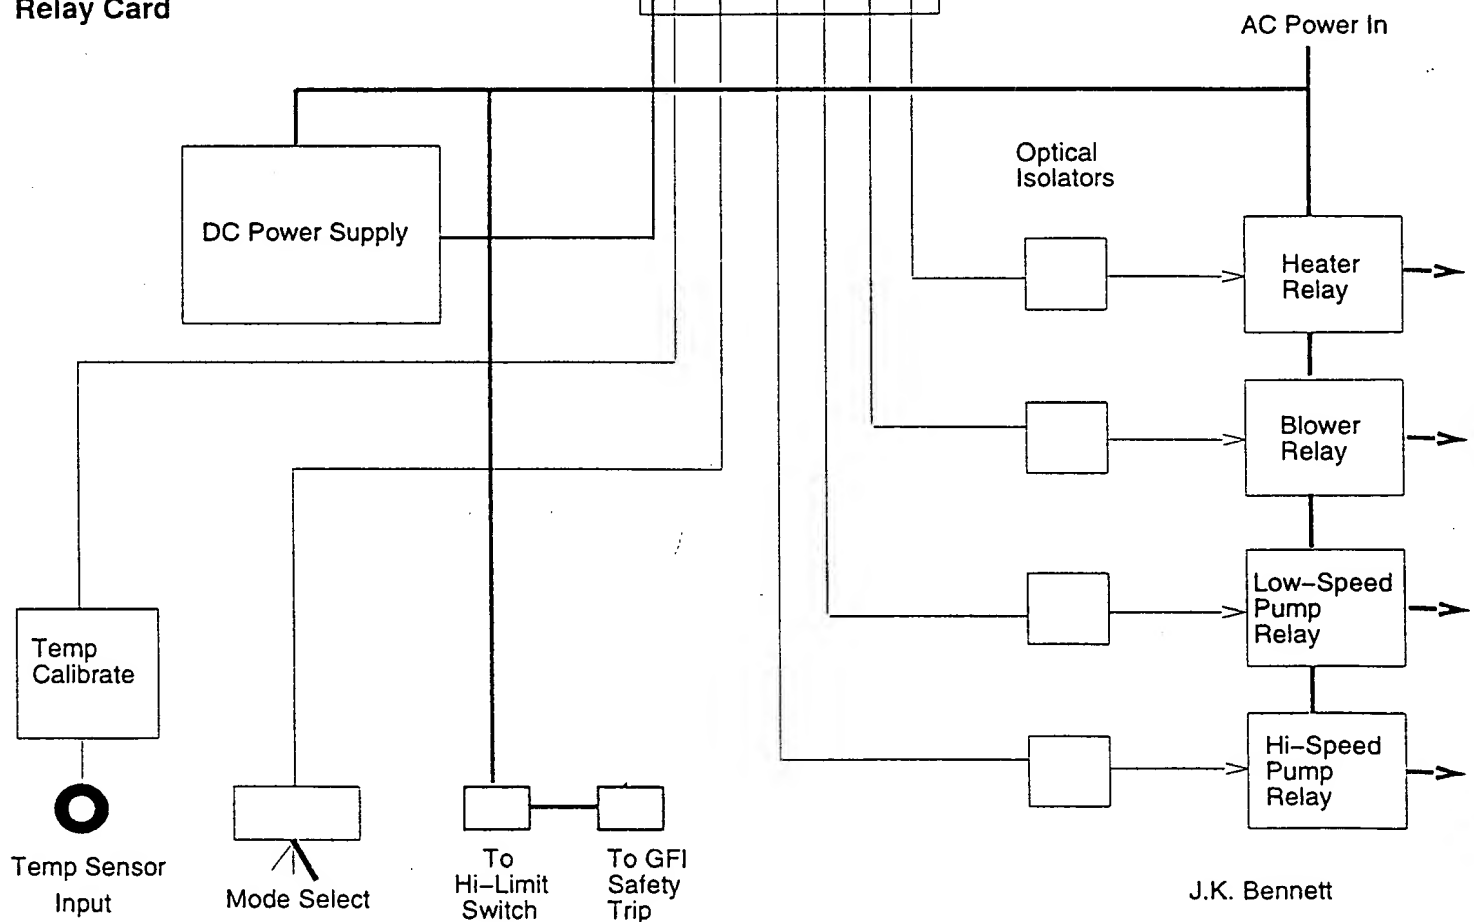 Relay Card
AC Power In
Optical
Isolators
DC Power Supply
Heater
Relay
Blower
Relay
Low–Speed
Pump
Relay
Temp
Calibrate
Hi–Speed
Pump
Relay
Temp Sensor
Input
Mode Select
To
Hi–Limit
Switch
To GFI
Safety
Trip
J.K. Bennett